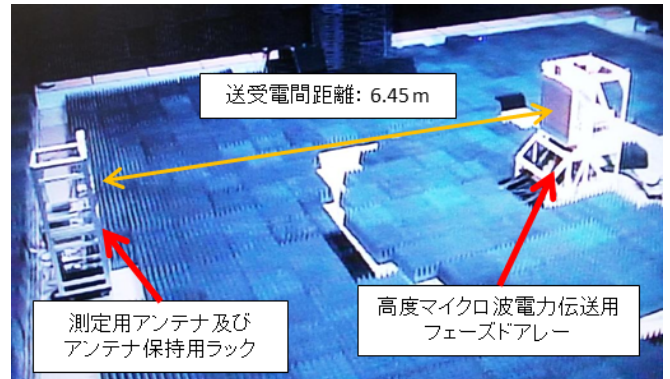 送受電間距離: 6.45m
測定用アンテナ及び
アンテナ保持用ラック
高度マイクロ波電力伝送用
フェーズドアレー